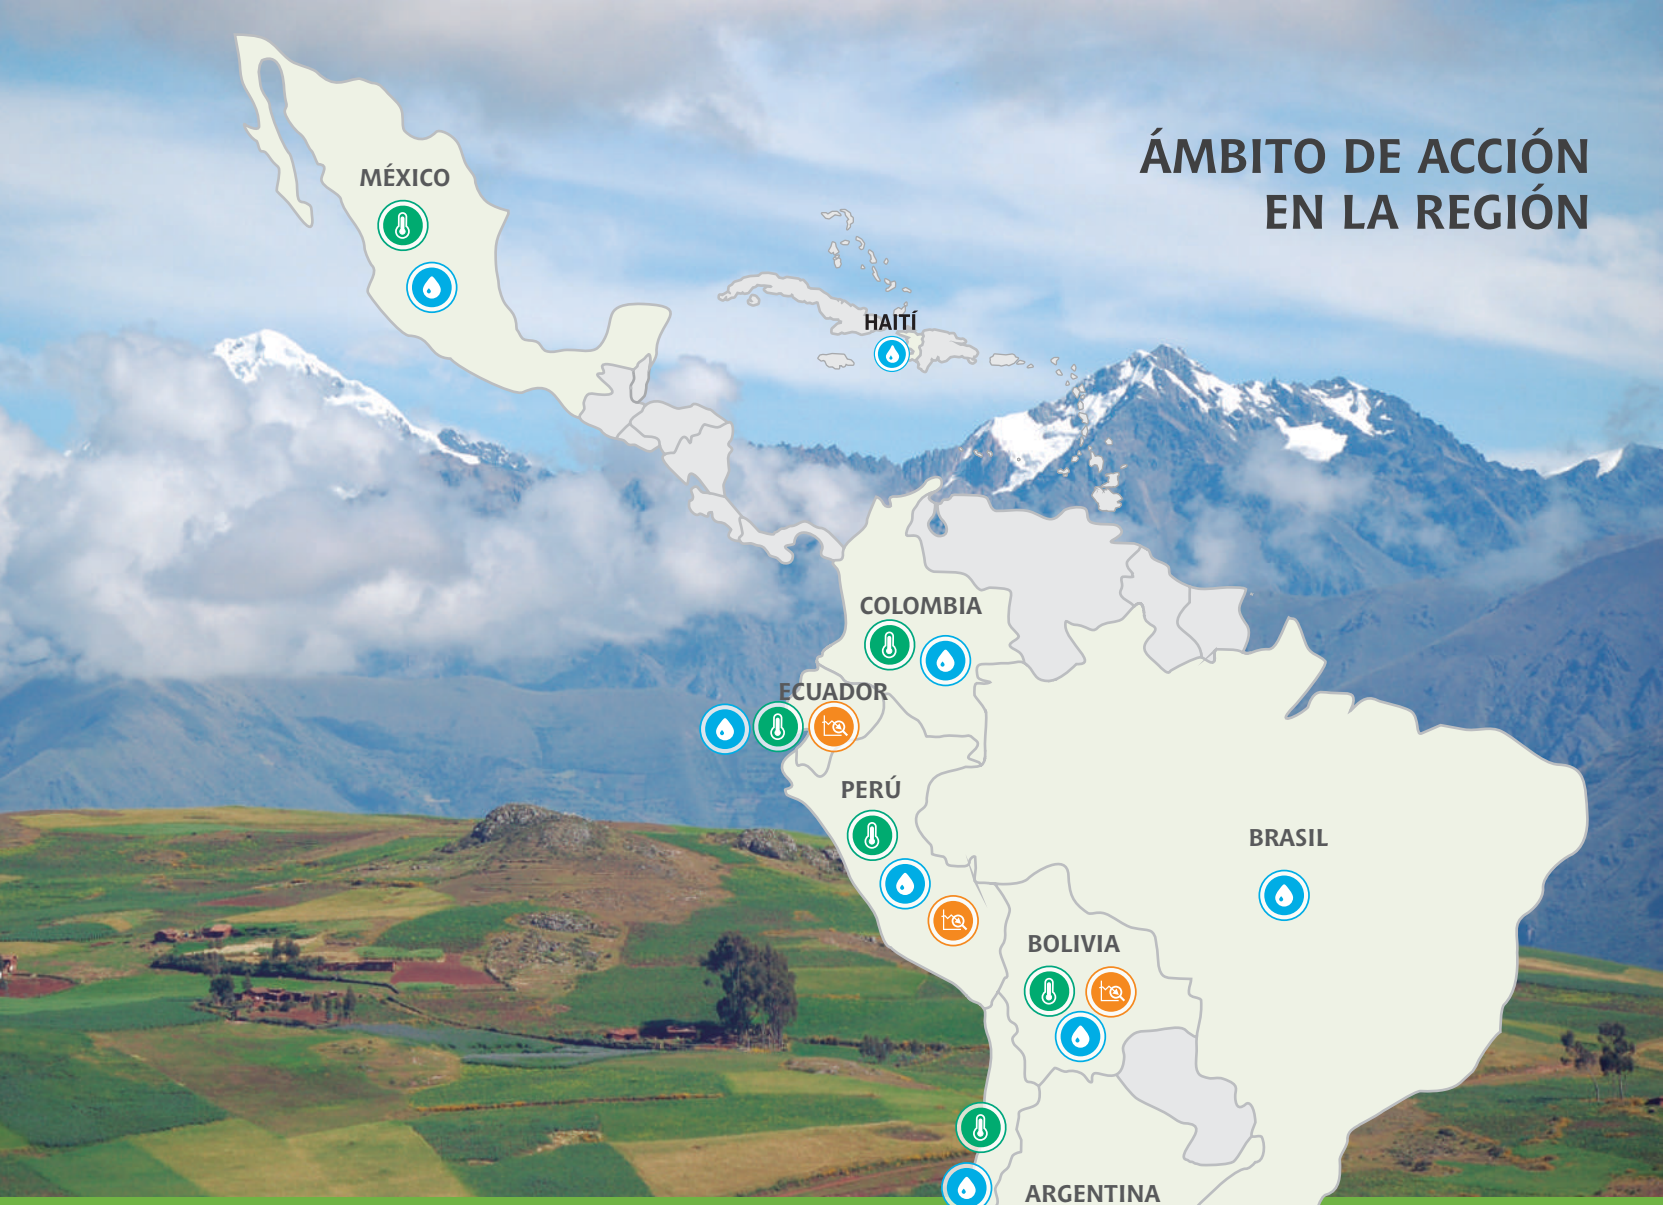 ÁMBITO DE ACCIÓN
EN LA REGIÓN
MÉXICO
HAITÍ
COLOMBIA
ECUADOR
PERÚ
BRASIL
BOLIVIA
ARGENTINA